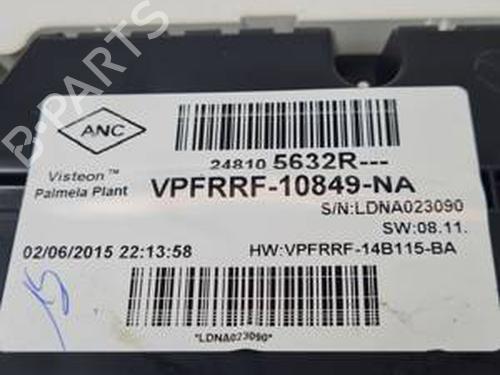 B-PARTS
ANC
24810 5632R---
Visteon™
Palmela Plant
VPFRRF-10849-NA
S/N:LDNA023090
SW:08.11.
02/06/2015 22:13:58
HW:VPFRRF-14B115-BA
*LDNA023090*